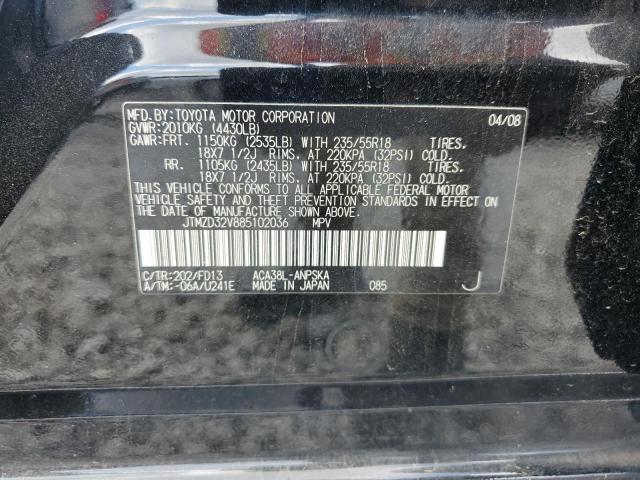 MFD.BY:TOYOTA MOTOR CORPORATION 04/08
GVWR:2010KG (4430LB)
GAWR:FRT. 1150KG (2535LB) WITH 235/55R18 TIRES.
18X7 1/2J RIMS, AT 220KPA (32PSI) COLD.
RR. 1105KG (2435LB) WITH 235/55R18 TIRES.
18X7 1/2J RIMS, AT 220KPA (32PSI) COLD.
THIS VEHICLE CONFORMS TO ALL APPLICABLE FEDERAL MOTOR
VEHICLE SAFETY AND THEFT PREVENTION STANDARDS IN EFFECT
ON THE DATE OF MANUFACTURE SHOWN ABOVE.
JTMZD32V885102036 MPV
C/TR:202/FD13 ACA38L-ANPSKA
A/TM:-06A/U241E MADE IN JAPAN 085 J